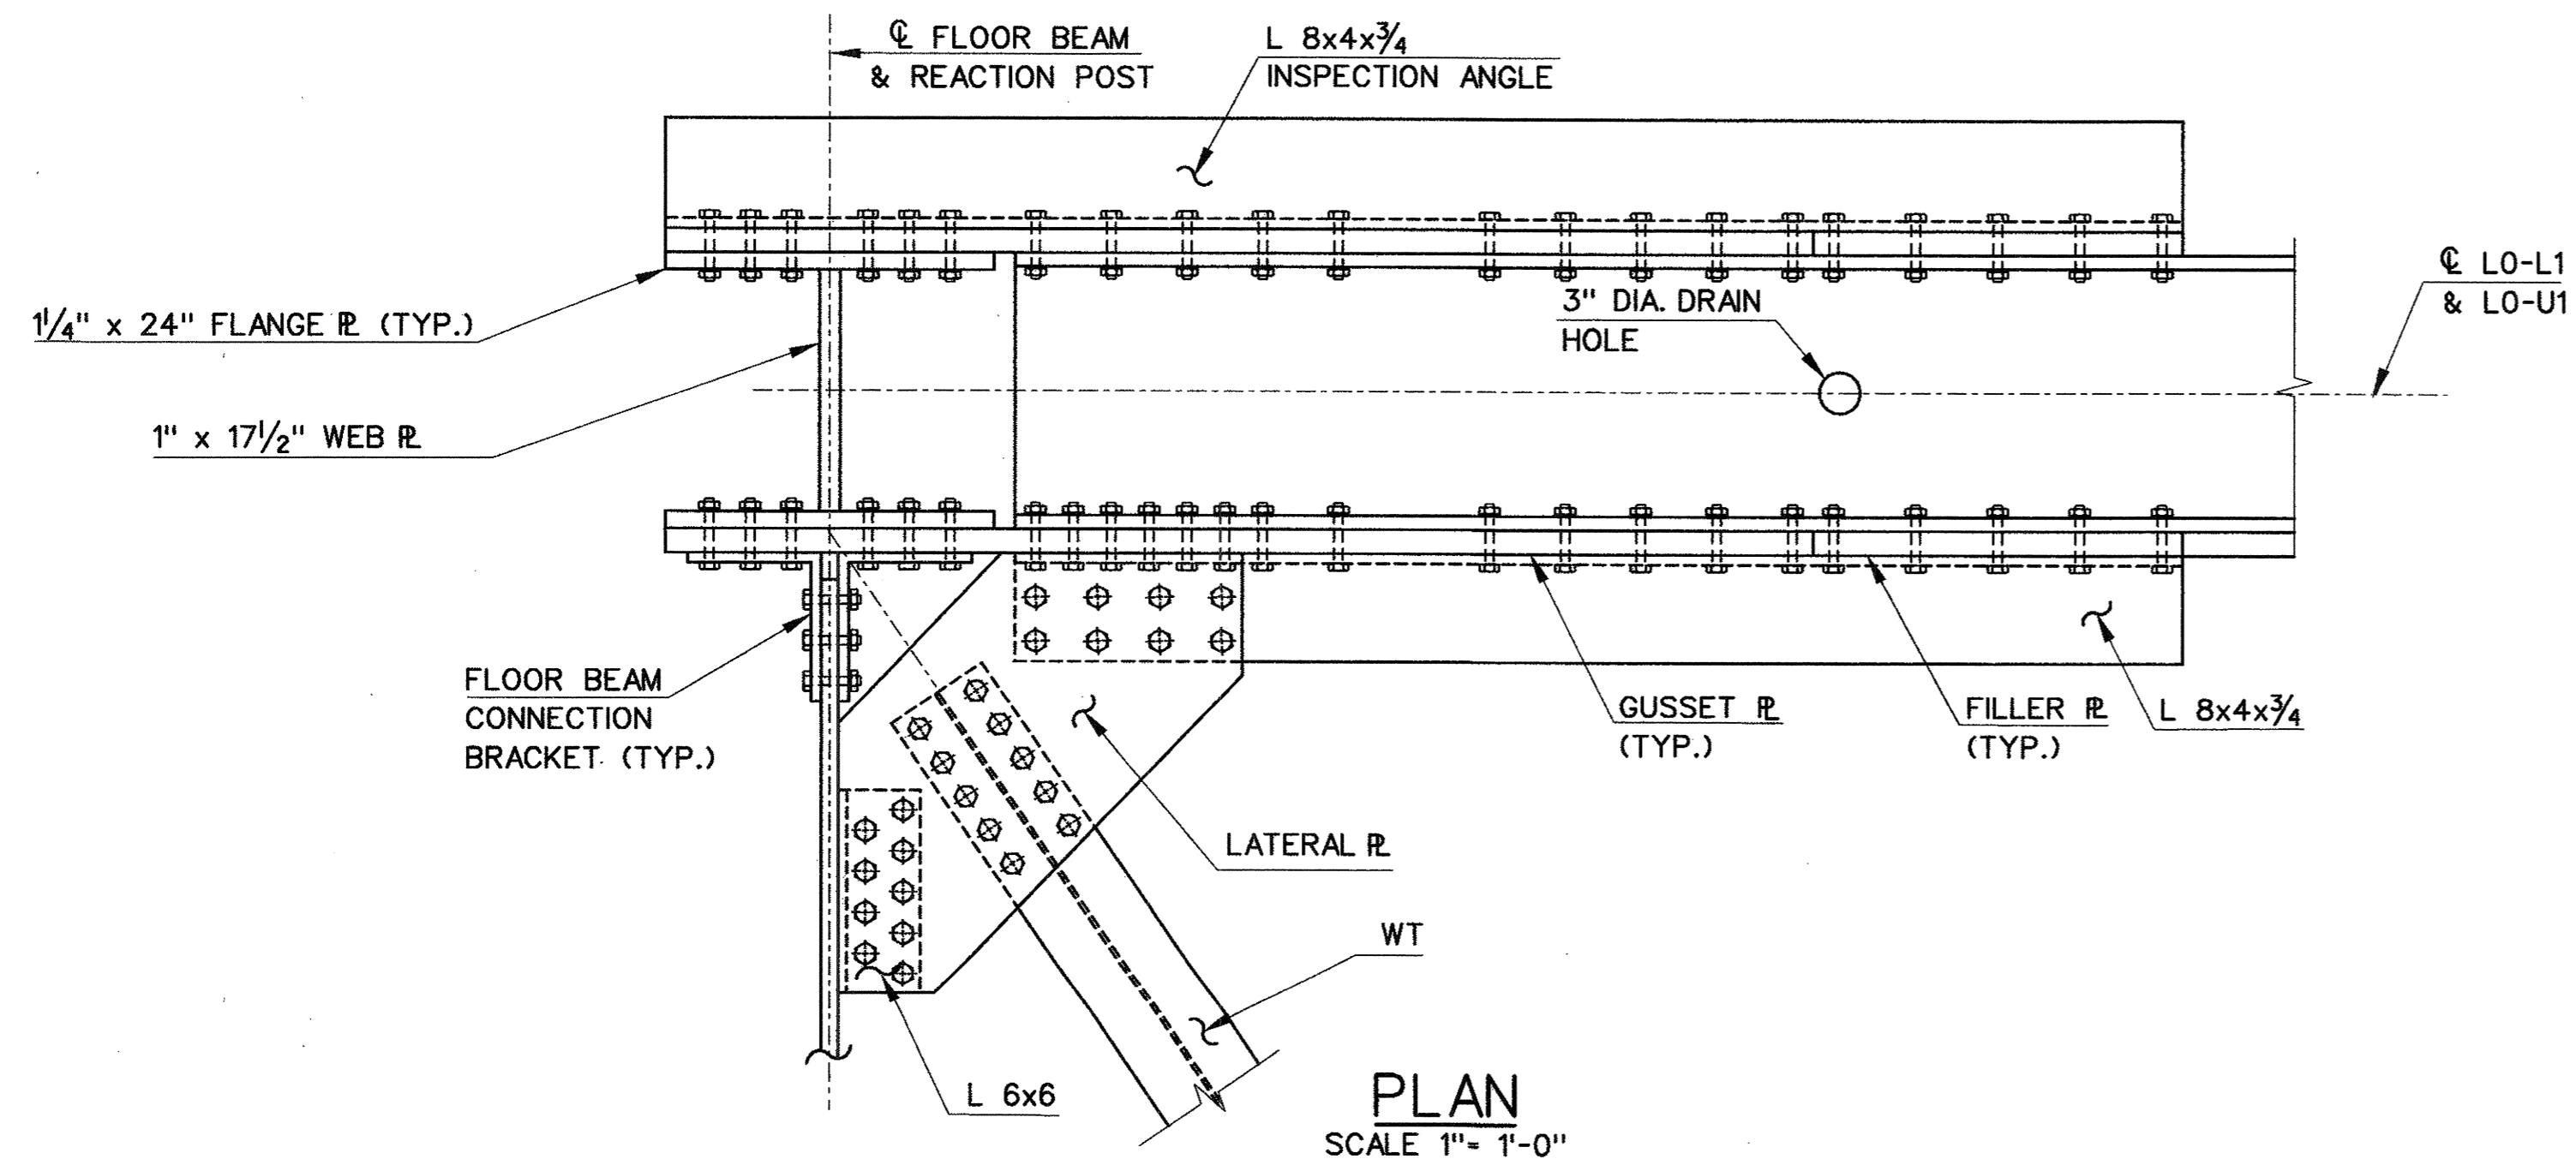 ℄ FLOOR BEAM
& REACTION POST
L 8x4x¾
INSPECTION ANGLE
℄ L0-L1
& L0-U1
3" DIA. DRAIN
HOLE
1¼" x 24" FLANGE ⅊ (TYP.)
1" x 17½" WEB ⅊
FLOOR BEAM
CONNECTION
BRACKET (TYP.)
GUSSET ⅊
(TYP.)
FILLER ⅊
(TYP.)
L 8x4x¾
LATERAL ⅊
WT
L 6x6
PLAN
SCALE 1"= 1'-0"